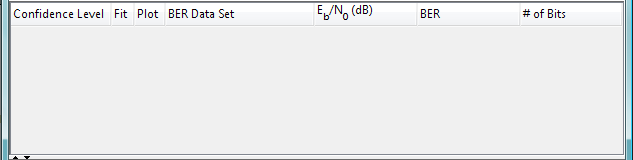 Confidence Level Fit Plot BER Data Set Eb/N0 (dB) BER # of Bits